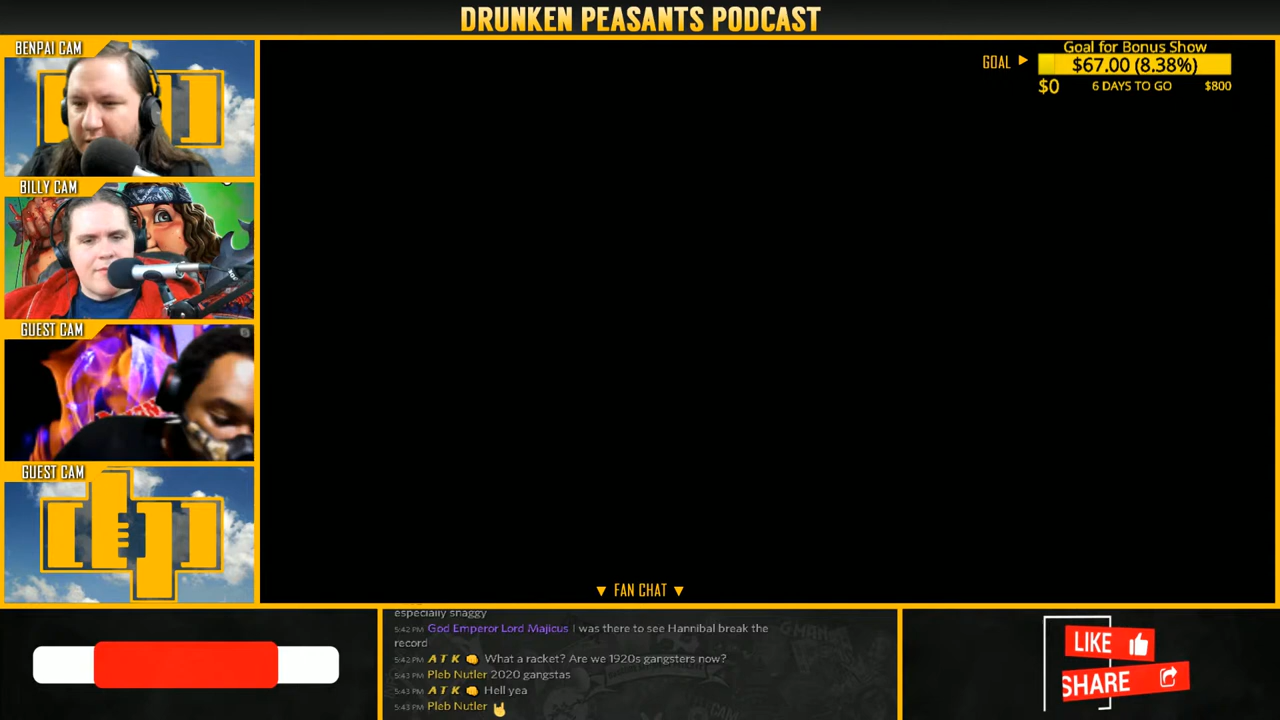 DRUNKEN PEASANTS PODCAST
BENPAI CAM
BILLY CAM
GUEST CAM
GUEST CAM
GOAL ►
Goal for Bonus Show
$67.00 (8.38%)
$0 6 DAYS TO GO $800
▼ FAN CHAT ▼
especially shaggy
5:42 PM God Emperor Lord Majicus I was there to see Hannibal break the
record
5:42 PM A T K 👊 What a racket? Are we 1920s gangsters now?
5:43 PM Pleb Nutler 2020 gangstas
5:43 PM A T K 👊 Hell yea
5:43 PM Pleb Nutler 🤘
LIKE
SHARE